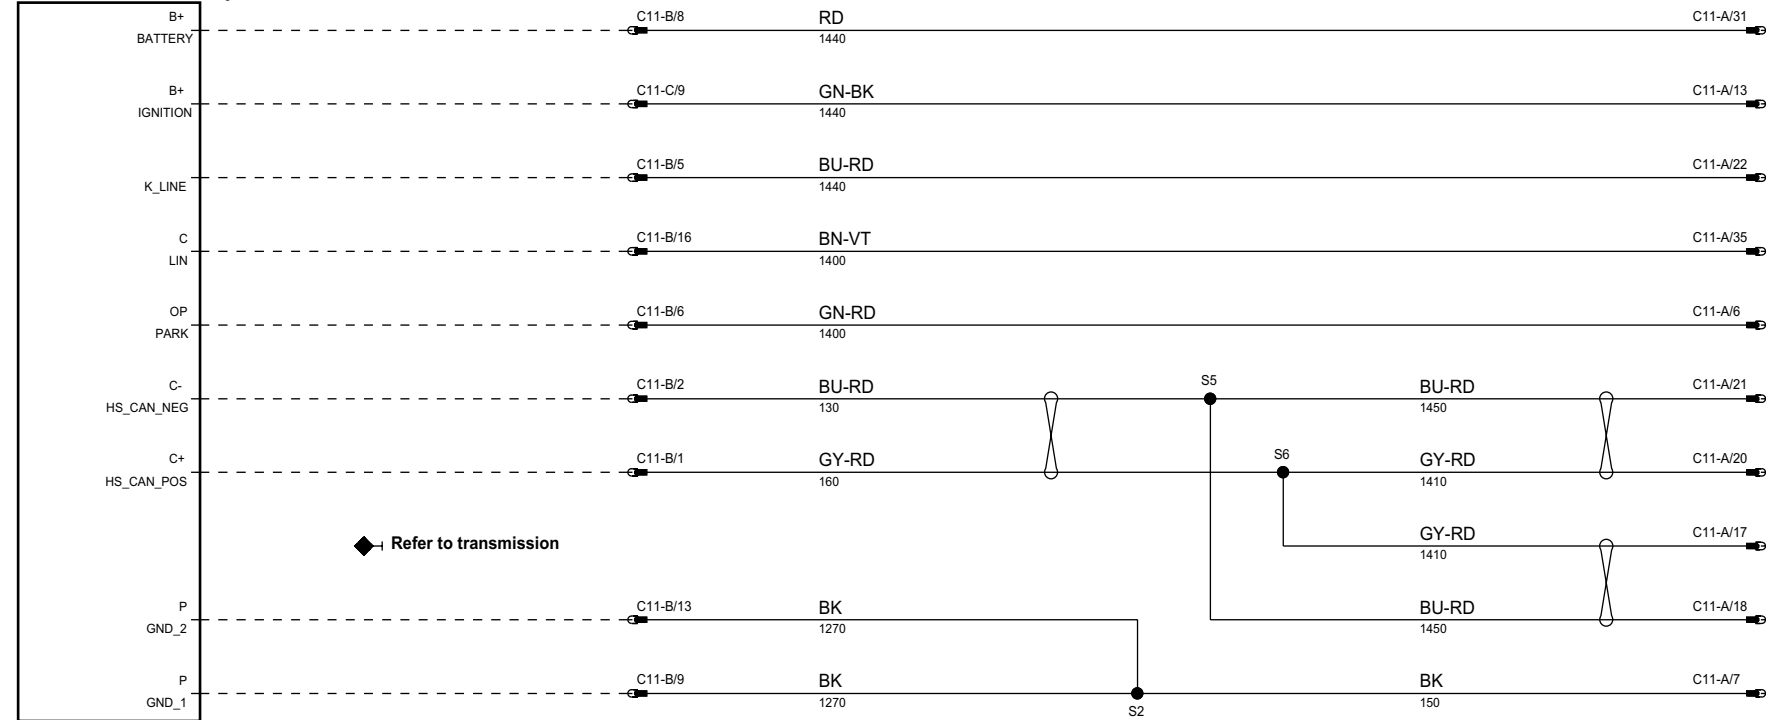 B+ C11-B/8 RD C11-A/31
BATTERY 1440
B+ C11-C/9 GN-BK C11-A/13
IGNITION 1440
C11-B/5 BU-RD C11-A/22
K_LINE 1440
C C11-B/16 BN-VT C11-A/35
LIN 1400
OP C11-B/6 GN-RD C11-A/6
PARK 1400
S5
C- C11-B/2 BU-RD BU-RD C11-A/21
HS_CAN_NEG 130 1450
S6
C+ C11-B/1 GY-RD GY-RD C11-A/20
HS_CAN_POS 160 1410
GY-RD C11-A/17
Refer to transmission
1410
P C11-B/13 BK BU-RD C11-A/18
GND_2 1270 1450
P C11-B/9 BK BK C11-A/7
GND_1 1270 150
S2